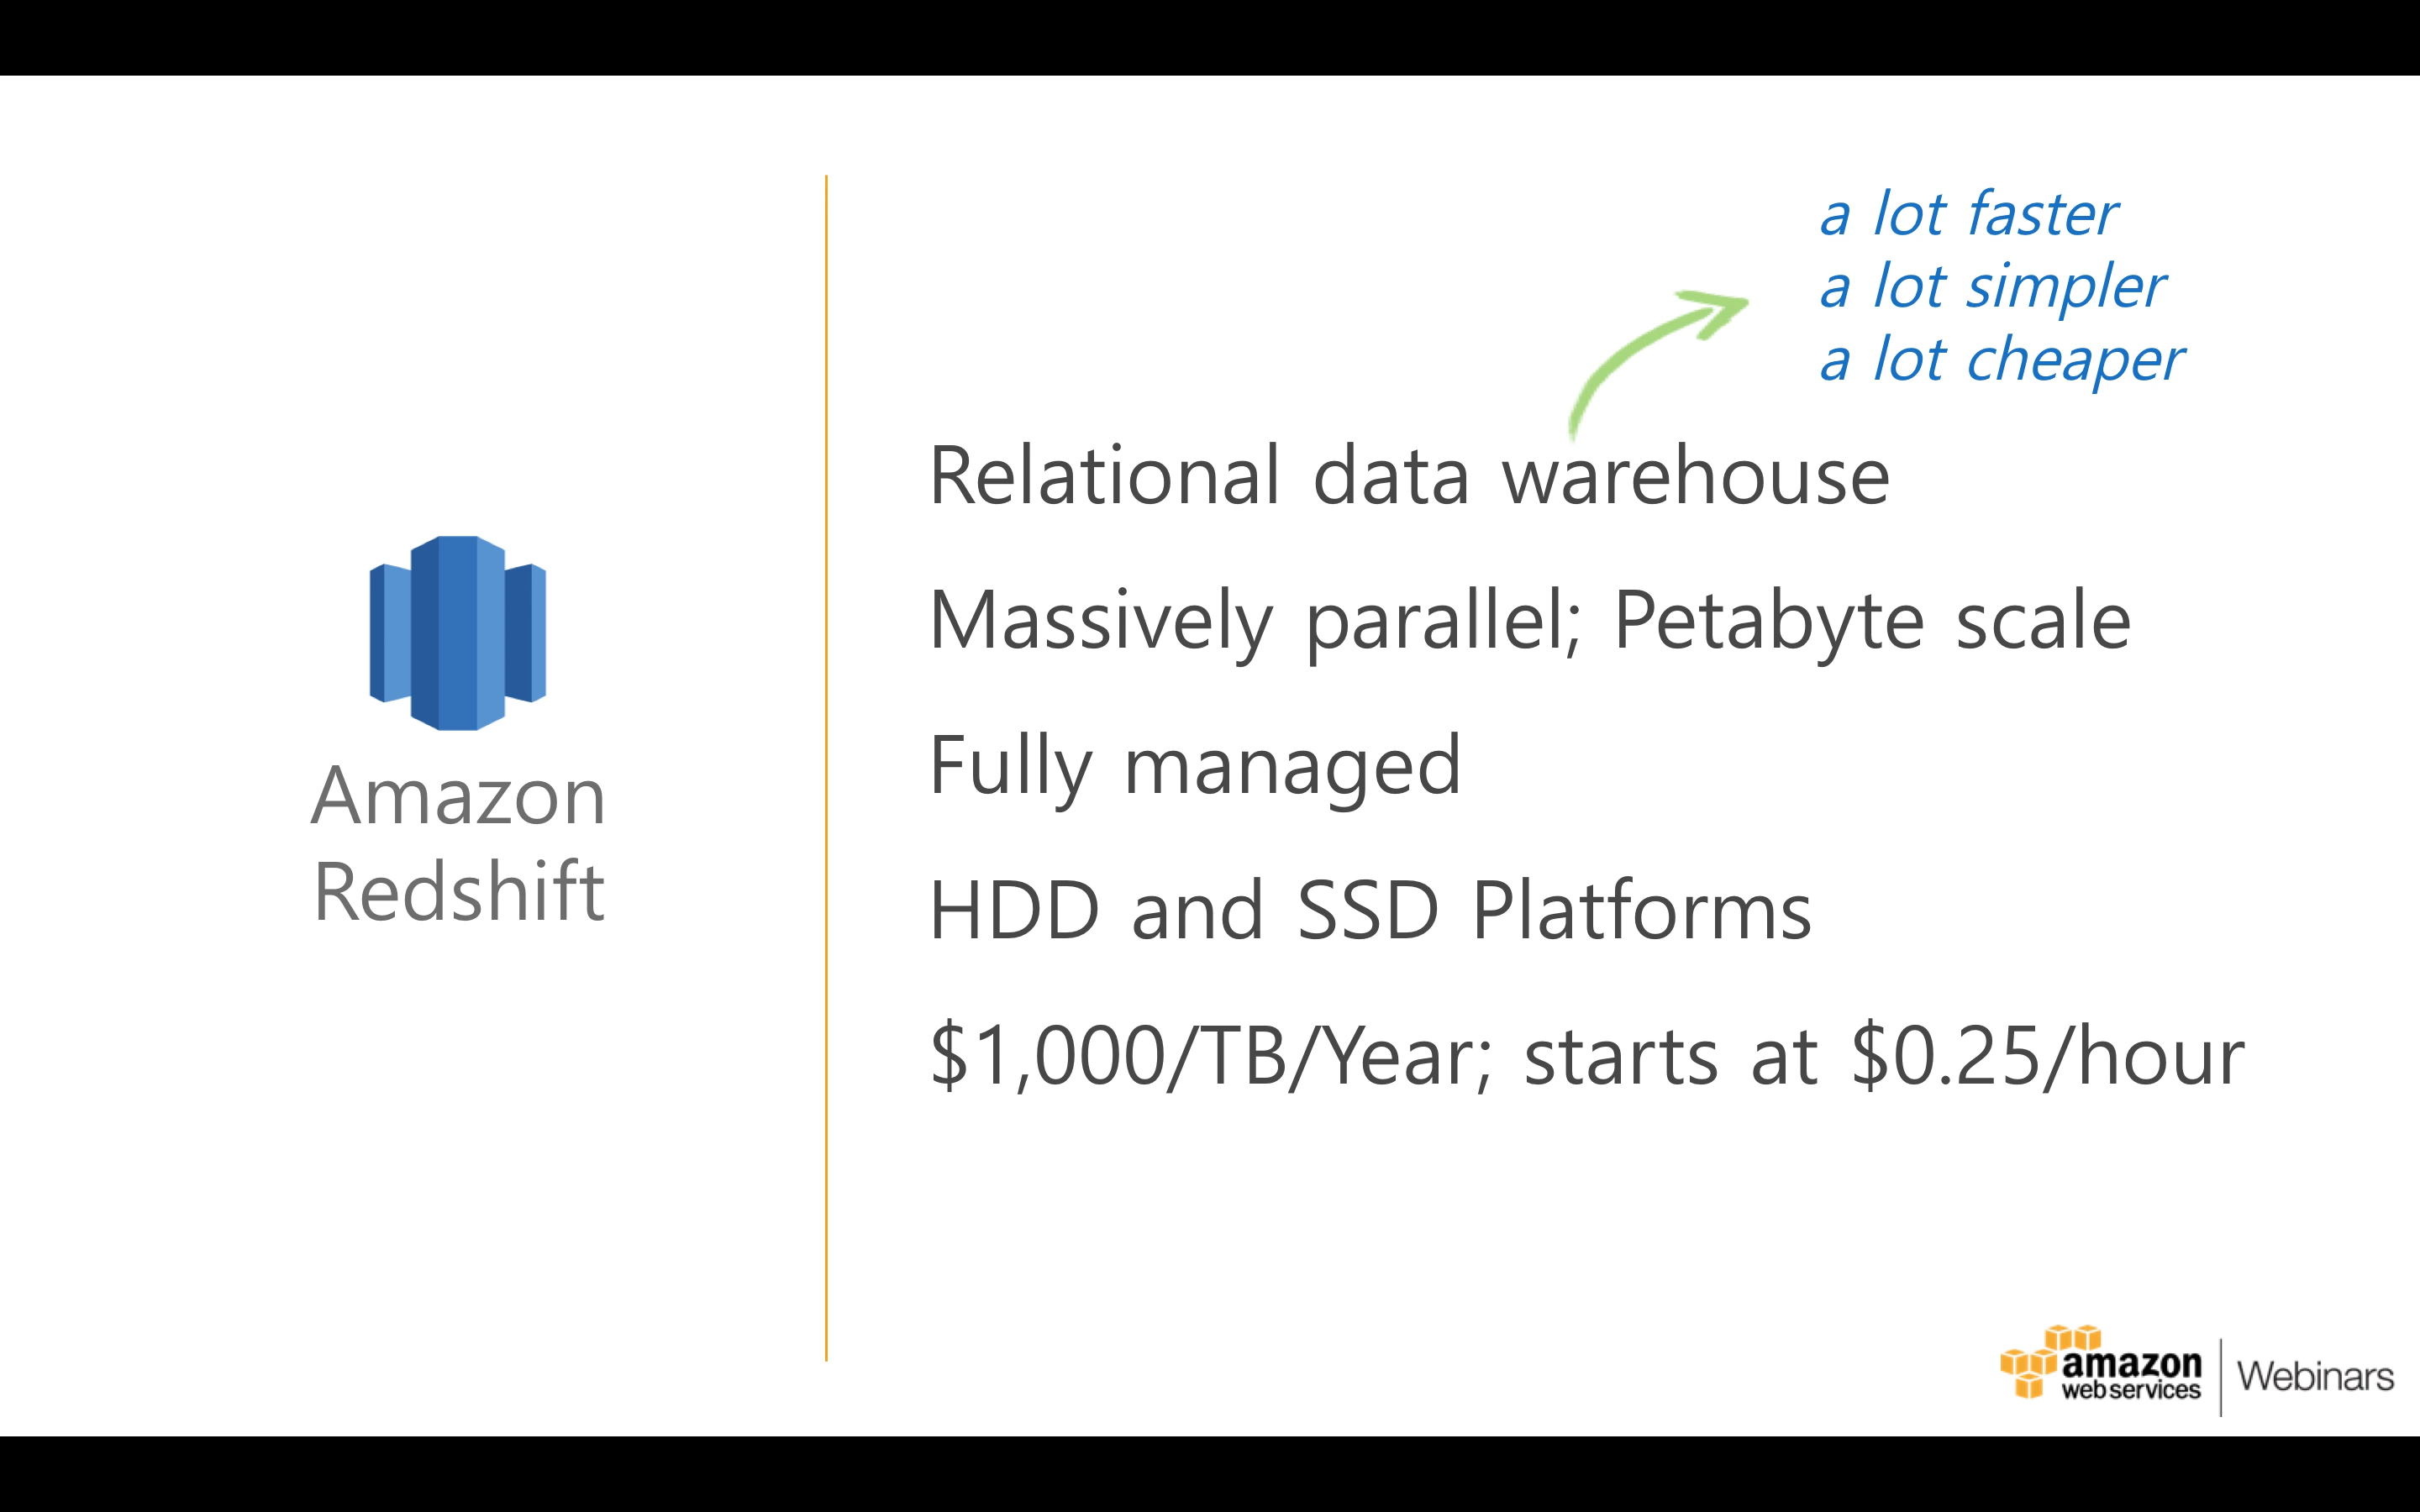 Amazon
Redshift
a lot faster
a lot simpler
a lot cheaper
Relational data warehouse
Massively parallel; Petabyte scale
Fully managed
HDD and SSD Platforms
$1,000/TB/Year; starts at $0.25/hour
amazon
web services
Webinars